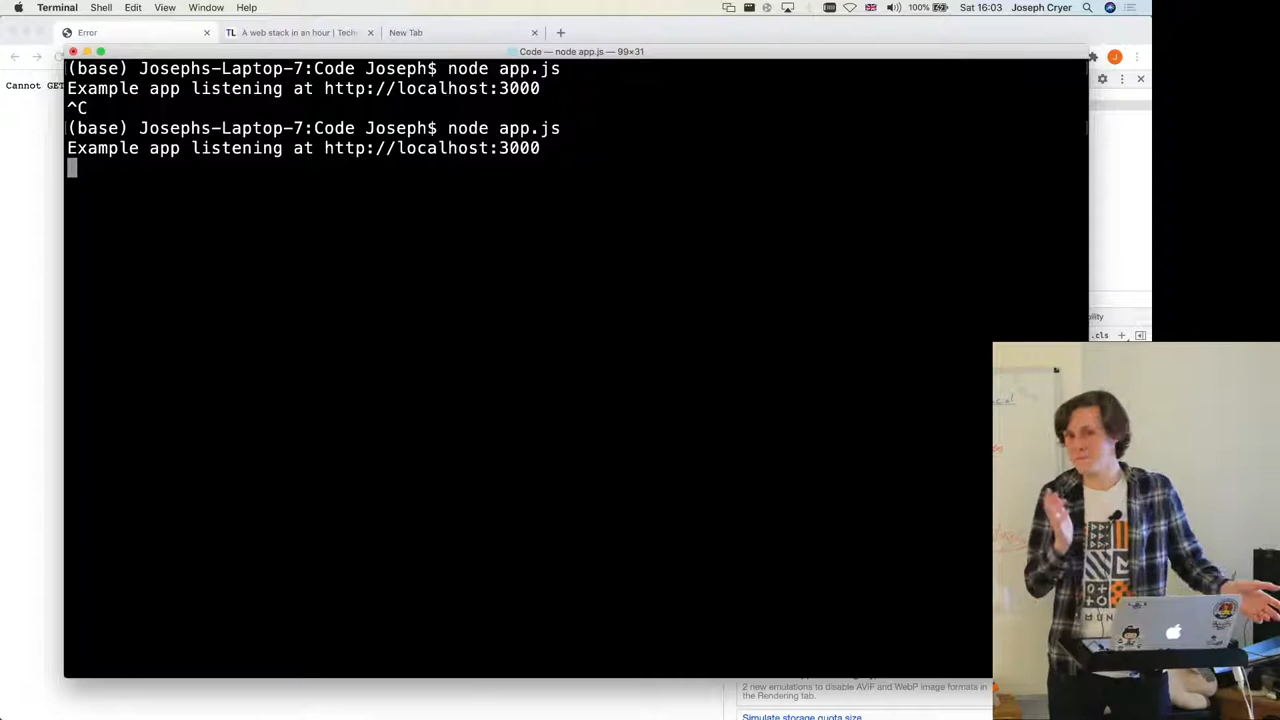 Terminal Shell Edit View Window Help
100% Sat 16:03 Joseph Cryer
Error
TL A web stack in an hour | Tech
New Tab
Code — node app.js — 99×31
J
Cannot GET
(base) Josephs-Laptop-7:Code Joseph$ node app.js
Example app listening at http://localhost:3000
^C
(base) Josephs-Laptop-7:Code Joseph$ node app.js
Example app listening at http://localhost:3000
.cls
MUN
2 new emulations to disable AVIF and WebP image formats in
the Rendering tab.
Simulate storage quota size